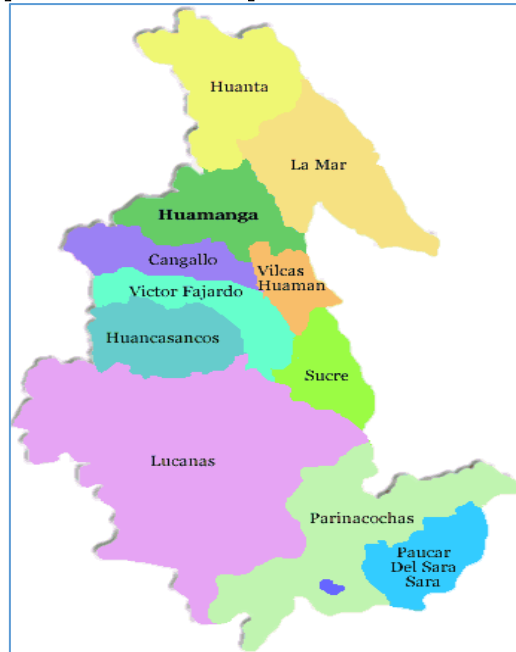 Huanta
La Mar
Huamanga
Cangallo
Vilcas
Huaman
Victor Fajardo
Huancasancos
Sucre
Lucanas
Parinacochas
Paucar
Del Sara
Sara